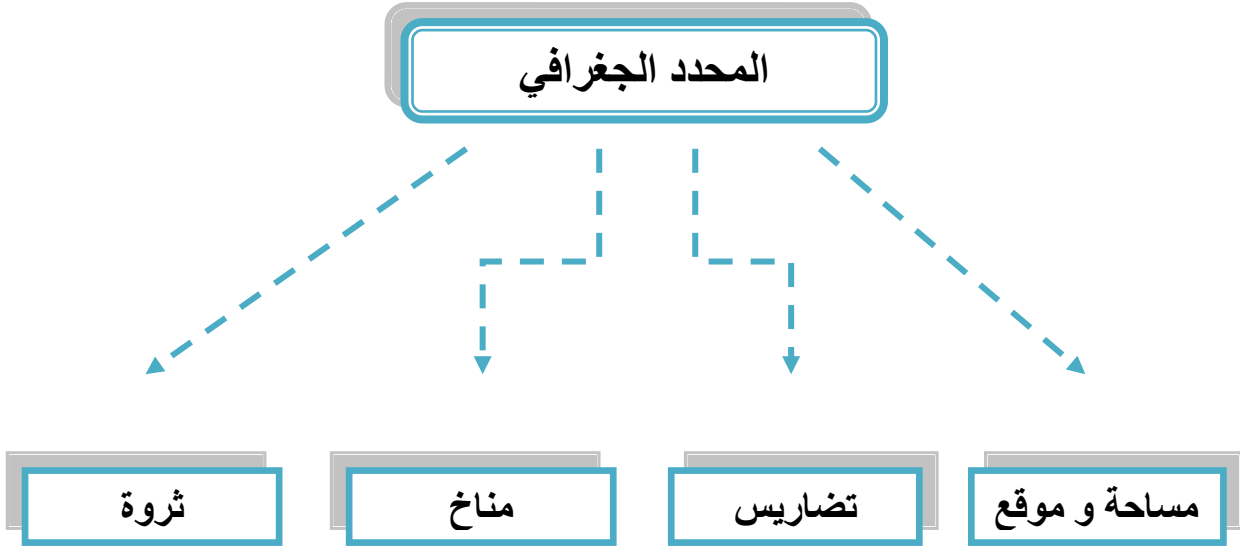 المحدد الجغرافي
مساحة و موقع
تضاريس
مناخ
ثروة